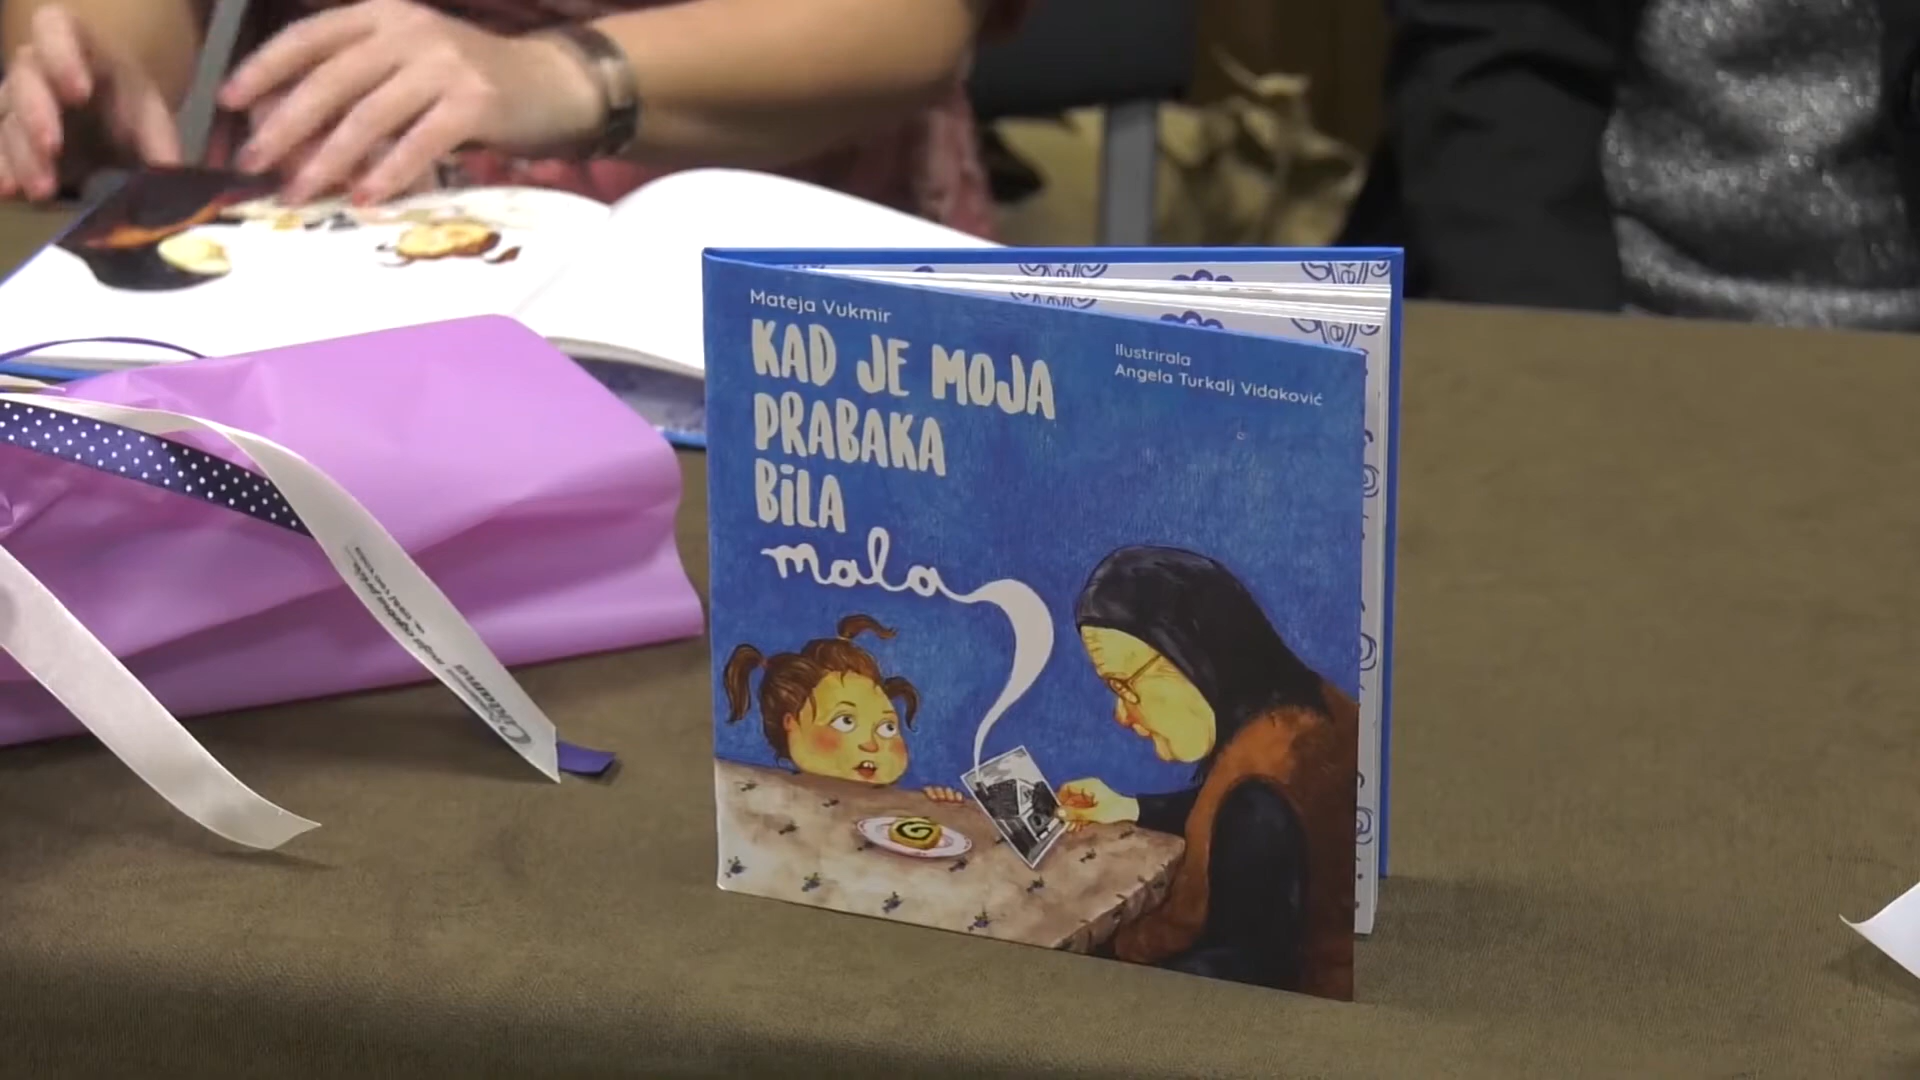 Mateja Vukmir
KAD JE MOJA
PRABAKA
BILA
mala
Ilustrirala
Angela Turkalj Vidaković